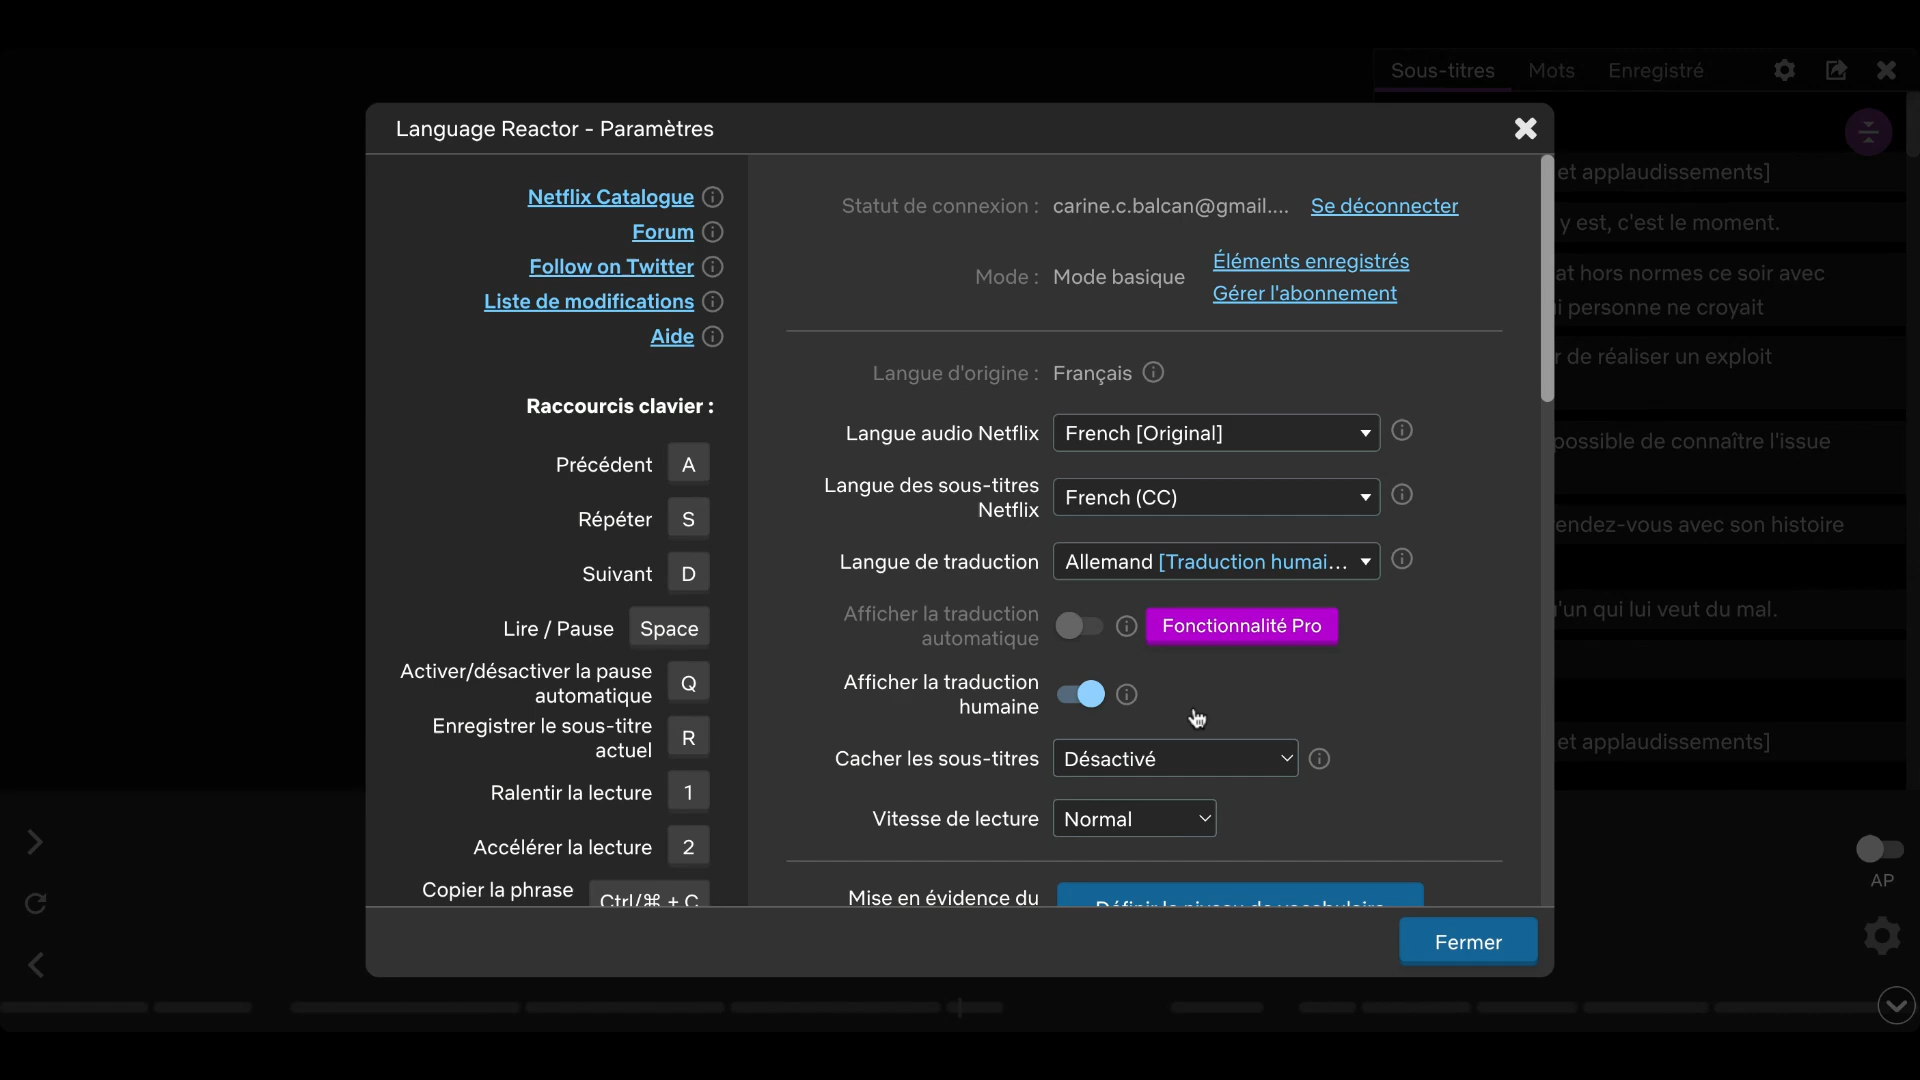 Sous-titres Mots Enregistré
Language Reactor - Paramètres
Netflix Catalogue
Forum
Follow on Twitter
Liste de modifications
Aide
Raccourcis clavier :
Précédent A
Répéter S
Suivant D
Lire / Pause Space
Activer/désactiver la pause
automatique Q
Enregistrer le sous-titre
actuel R
Ralentir la lecture 1
Accélérer la lecture 2
Copier la phrase Ctrl/⌘ + C
Statut de connexion : carine.c.balcan@gmail.... Se déconnecter
Mode : Mode basique
Éléments enregistrés
Gérer l'abonnement
Langue d'origine : Français
Langue audio Netflix French [Original]
Langue des sous-titres
Netflix
French (CC)
Langue de traduction Allemand [Traduction humai...
Afficher la traduction
automatique
Fonctionnalité Pro
Afficher la traduction
humaine
Cacher les sous-titres Désactivé
Vitesse de lecture Normal
Mise en évidence du
Définir le niveau de vocabulaire
Fermer
et applaudissements]
y est, c'est le moment.
at hors normes ce soir avec
i personne ne croyait
r de réaliser un exploit
possible de connaître l'issue
endez-vous avec son histoire
'un qui lui veut du mal.
et applaudissements]
AP